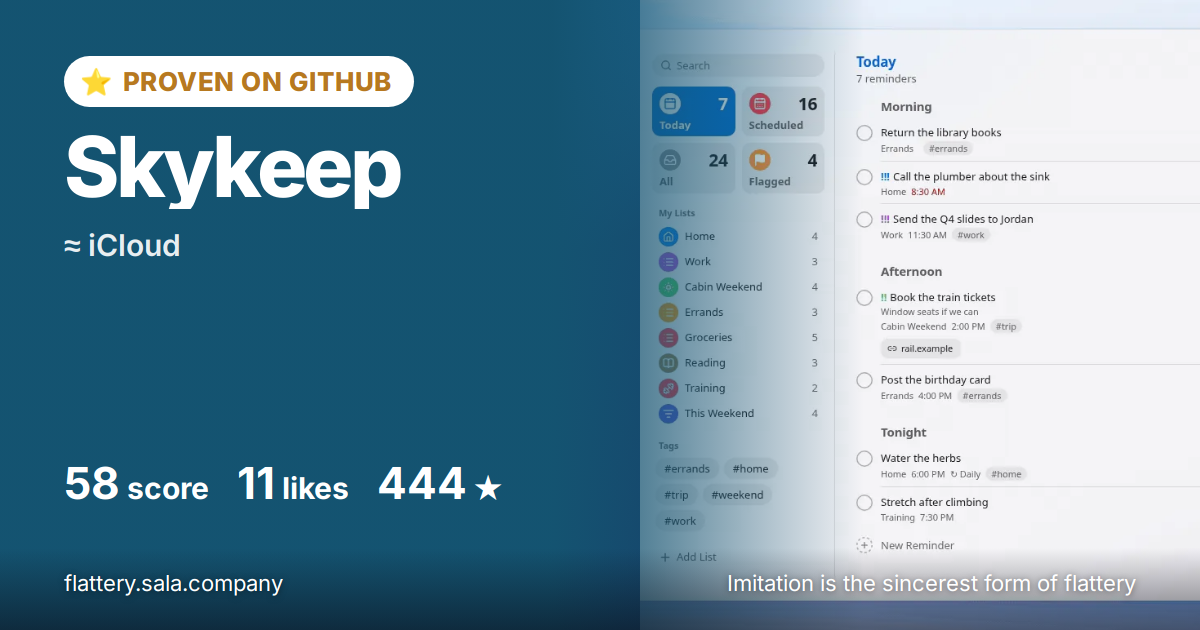 ⭐ PROVEN ON GITHUB
Skykeep
≈ iCloud
58 score 11 likes 444 ★
flattery.sala.company
Search
7
Today
16
Scheduled
24
All
4
Flagged
My Lists
Home 4
Work 3
Cabin Weekend 4
Errands 3
Groceries 5
Reading 3
Training 2
This Weekend 4
Tags
#errands #home
#trip #weekend
#work
+ Add List
Today
7 reminders
Morning
Return the library books
Errands #errands
!!! Call the plumber about the sink
Home 8:30 AM
!!! Send the Q4 slides to Jordan
Work 11:30 AM #work
Afternoon
!! Book the train tickets
Window seats if we can
Cabin Weekend 2:00 PM #trip
rail.example
Post the birthday card
Errands 4:00 PM #errands
Tonight
Water the herbs
Home 6:00 PM ↻ Daily #home
Stretch after climbing
Training 7:30 PM
New Reminder
Imitation is the sincerest form of flattery